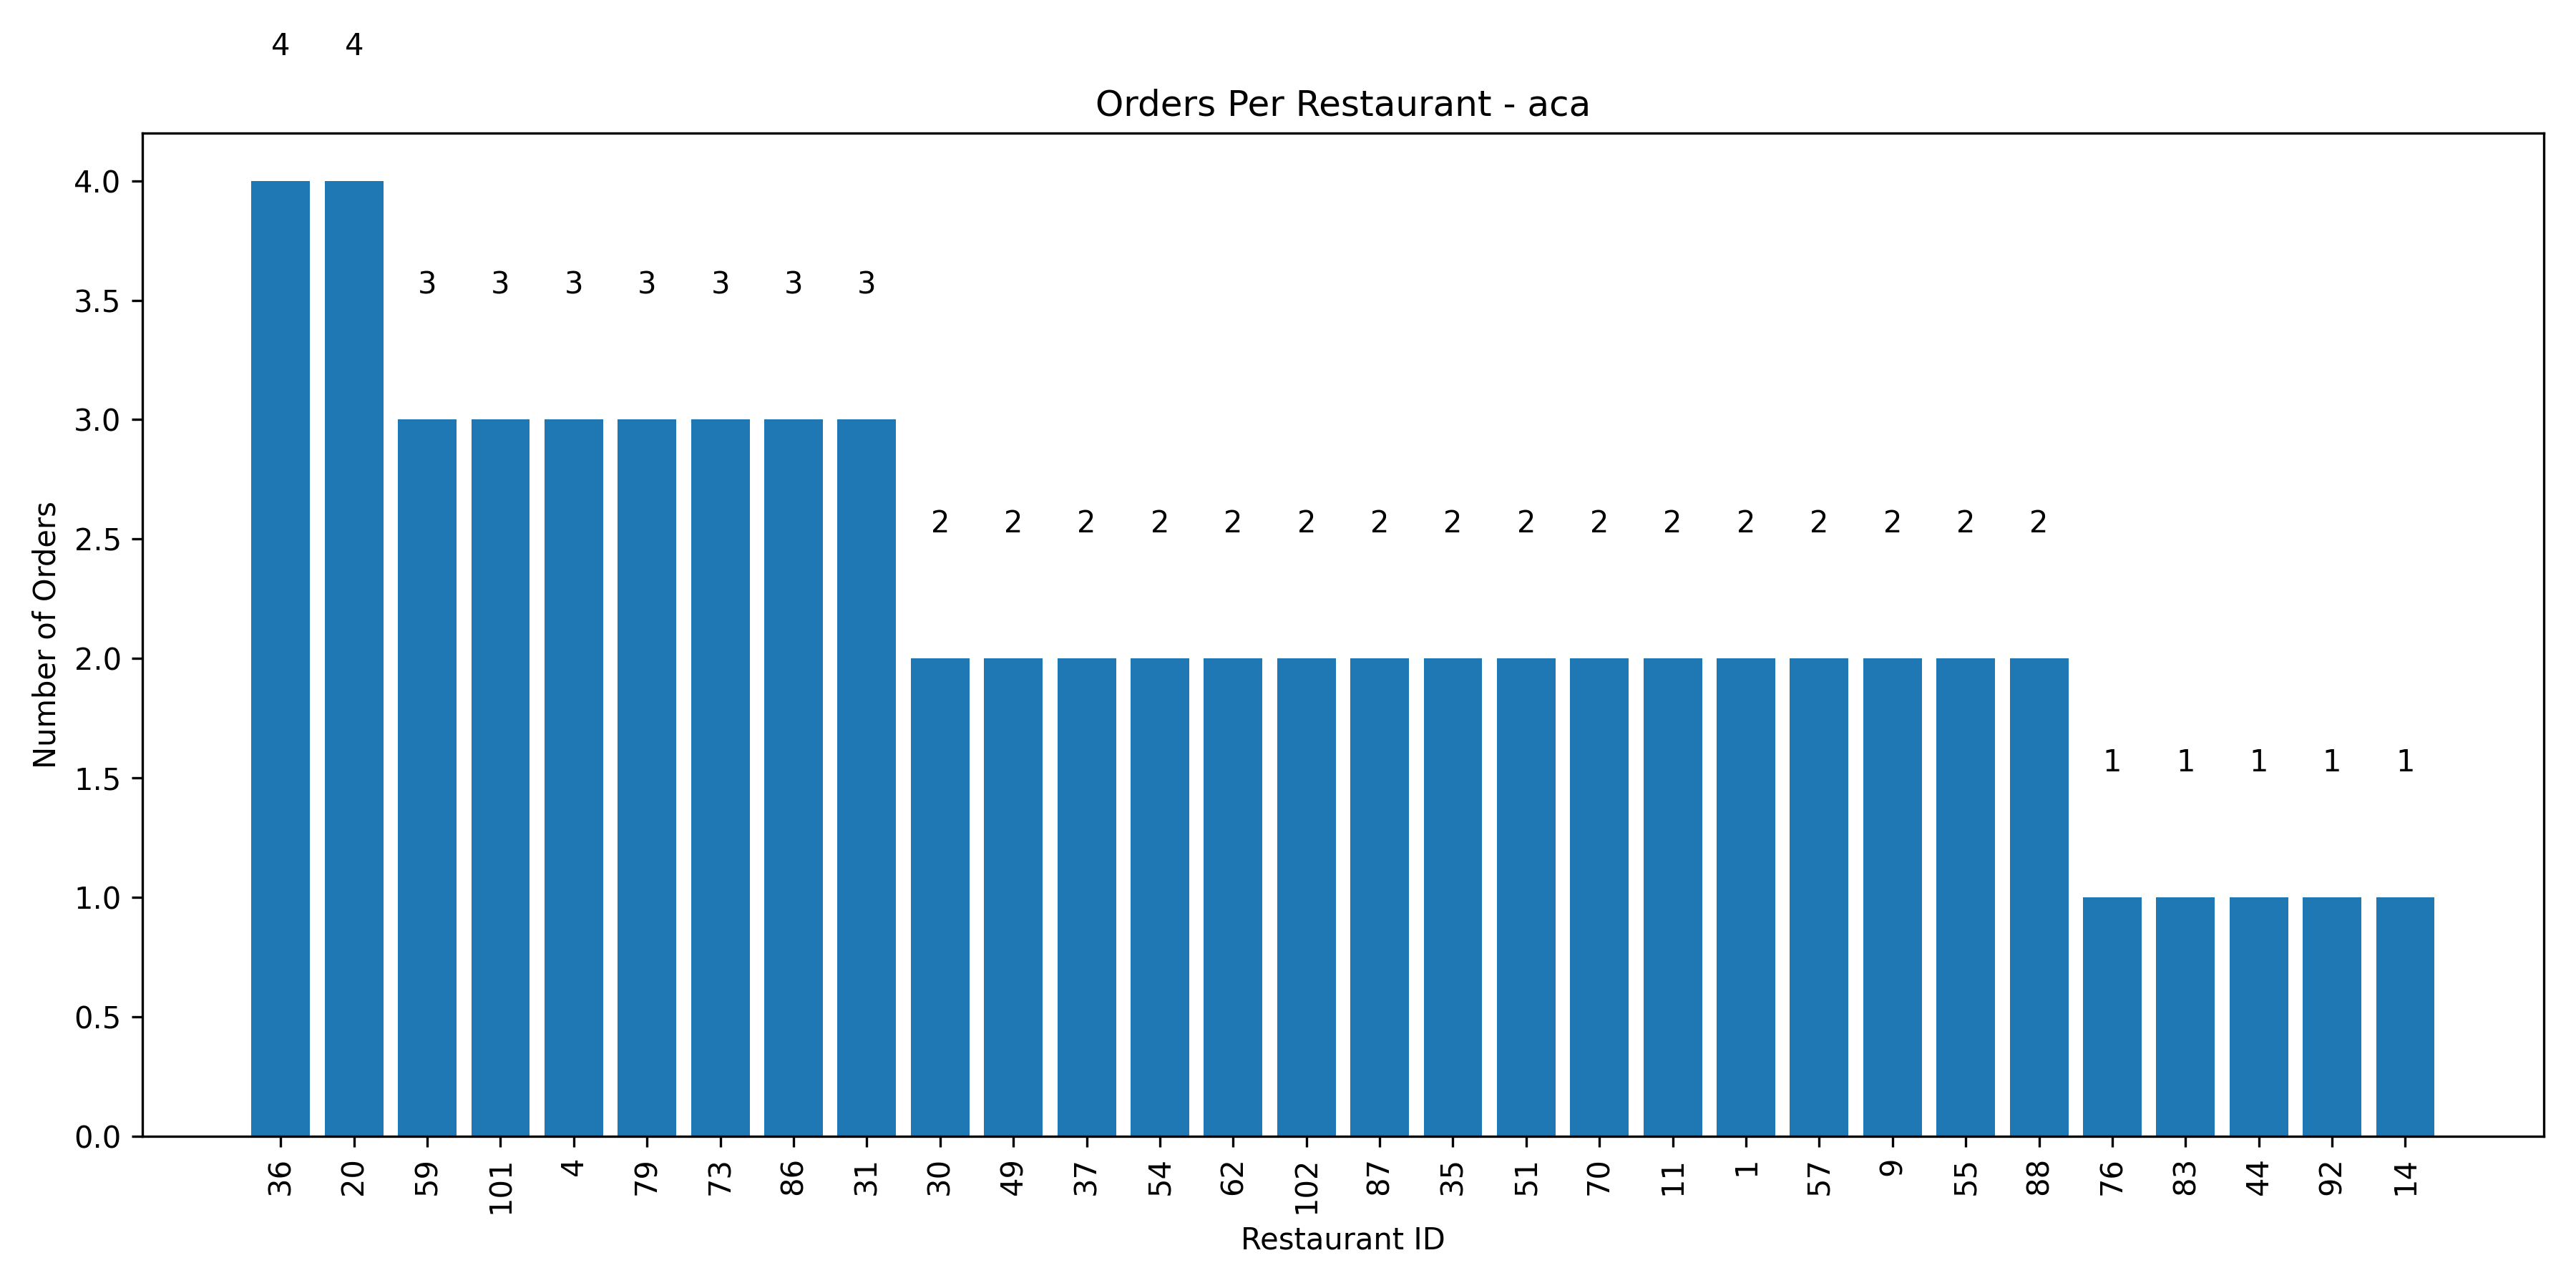 4 4
Orders Per Restaurant - aca
4.0
3.5
3.0
2.5
2.0
1.5
1.0
0.5
0.0
Number of Orders
3 3 3 3 3 3 3
2 2 2 2 2 2 2 2 2 2 2 2 2 2 2 2
1 1 1 1 1
36 20 59 101 4 79 73 86 31 30 49 37 54 62 102 87 35 51 70 11 1 57 9 55 88 76 83 44 92 14
Restaurant ID